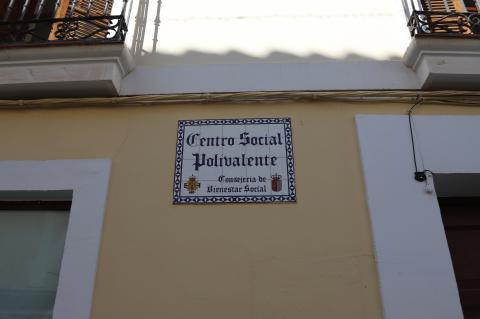 Centro Social
Polivalente
Consejería de
Bienestar Social